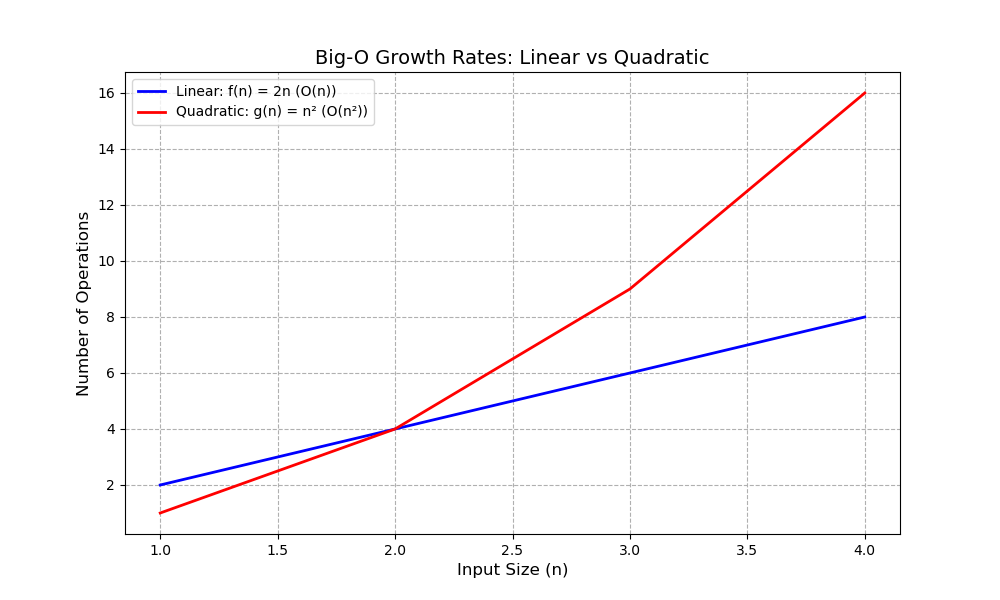 Big-O Growth Rates: Linear vs Quadratic
Linear: f(n) = 2n (O(n))
Quadratic: g(n) = n² (O(n²))
Number of Operations
16
14
12
10
8
6
4
2
1.0 1.5 2.0 2.5 3.0 3.5 4.0
Input Size (n)